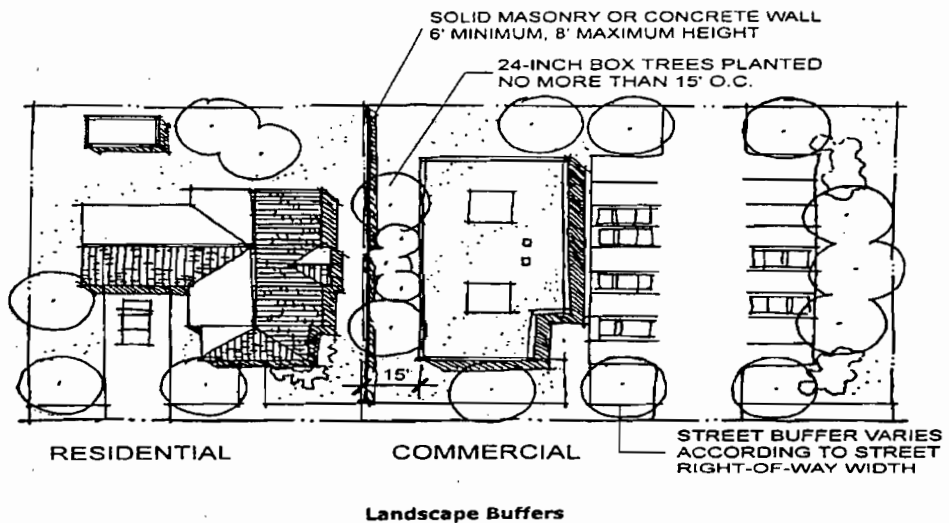 SOLID MASONRY OR CONCRETE WALL
6' MINIMUM, 8' MAXIMUM HEIGHT
24-INCH BOX TREES PLANTED
NO MORE THAN 15' O.C.
15'
RESIDENTIAL
COMMERCIAL
STREET BUFFER VARIES
ACCORDING TO STREET
RIGHT-OF-WAY WIDTH
Landscape Buffers